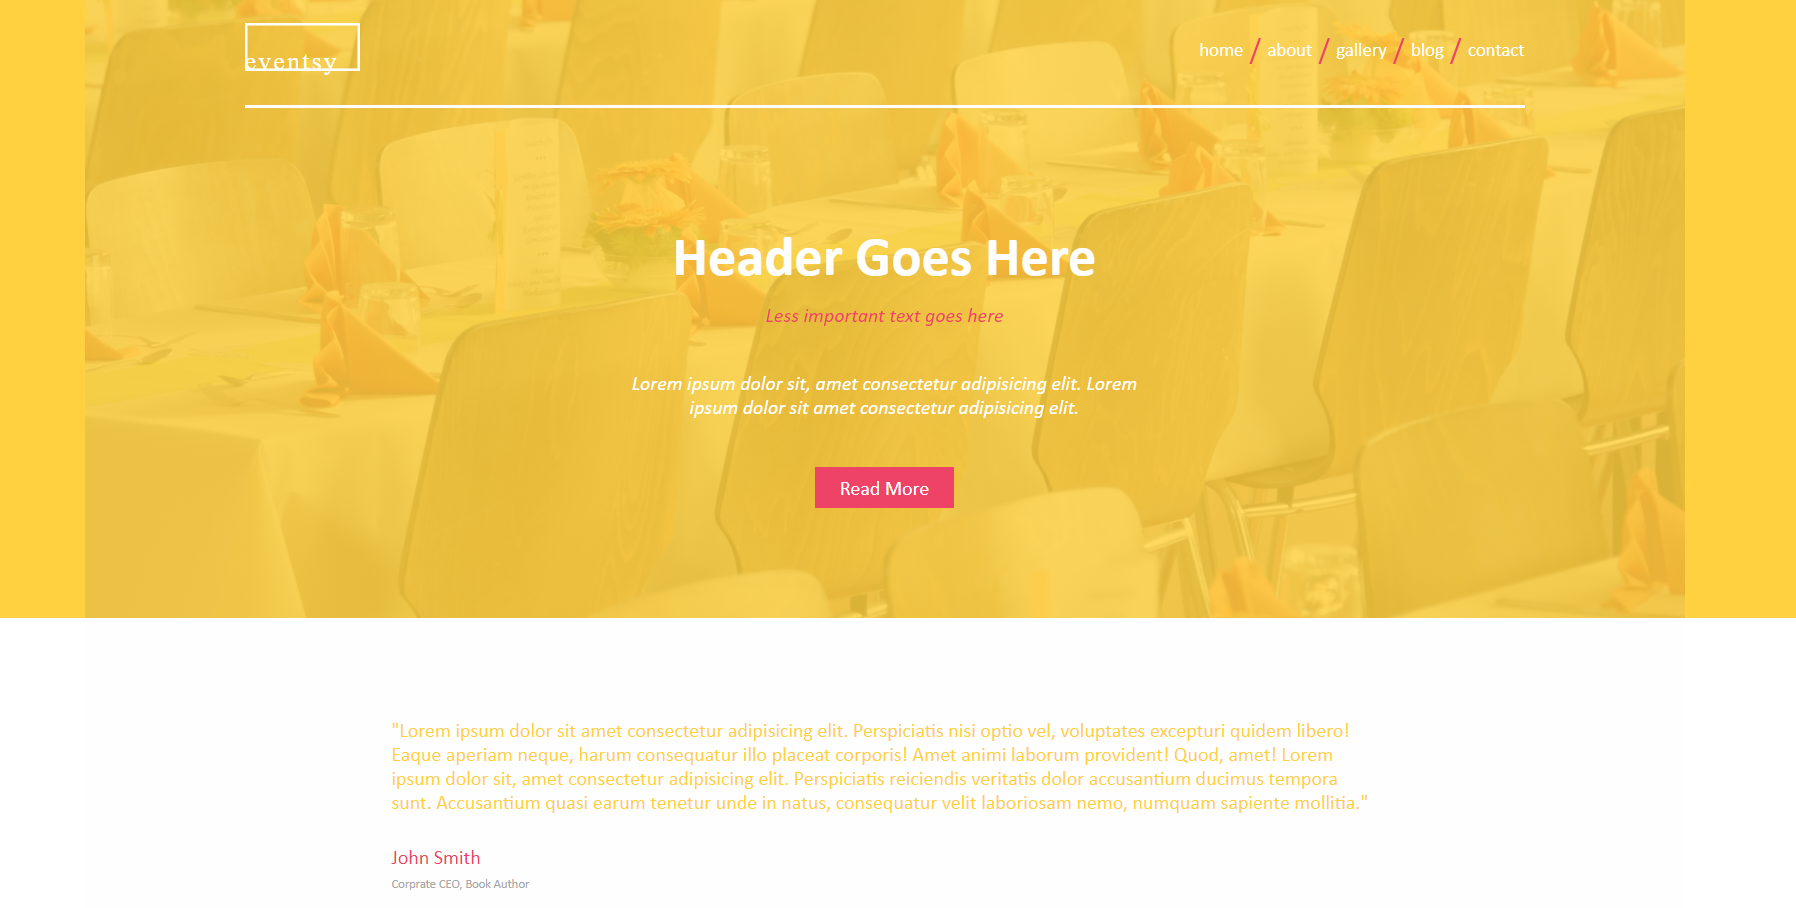 eventsy
home / about / gallery / blog / contact
Header Goes Here
Less important text goes here
Lorem ipsum dolor sit, amet consectetur adipisicing elit. Lorem
ipsum dolor sit amet consectetur adipisicing elit.
Read More
"Lorem ipsum dolor sit amet consectetur adipisicing elit. Perspiciatis nisi optio vel, voluptates excepturi quidem libero!
Eaque aperiam neque, harum consequatur illo placeat corporis! Amet animi laborum provident! Quod, amet! Lorem
ipsum dolor sit, amet consectetur adipisicing elit. Perspiciatis reiciendis veritatis dolor accusantium ducimus tempora
sunt. Accusantium quasi earum tenetur unde in natus, consequatur velit laboriosam nemo, numquam sapiente mollitia."
John Smith
Corprate CEO, Book Author